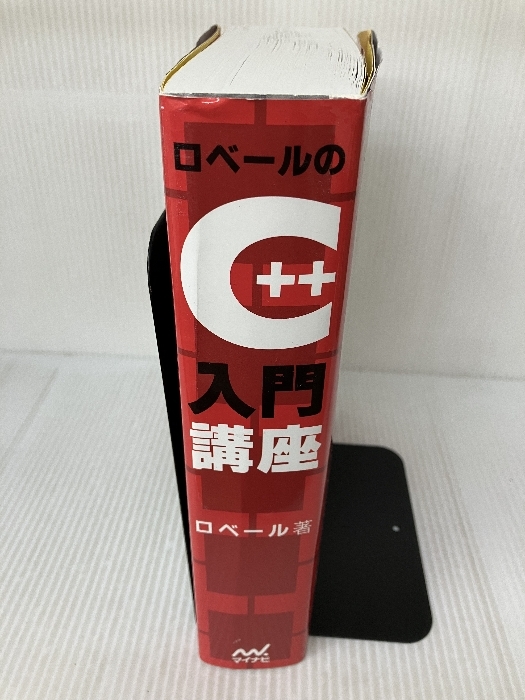 ロベールの
C++
入門
講座
ロベール著
マイナビ